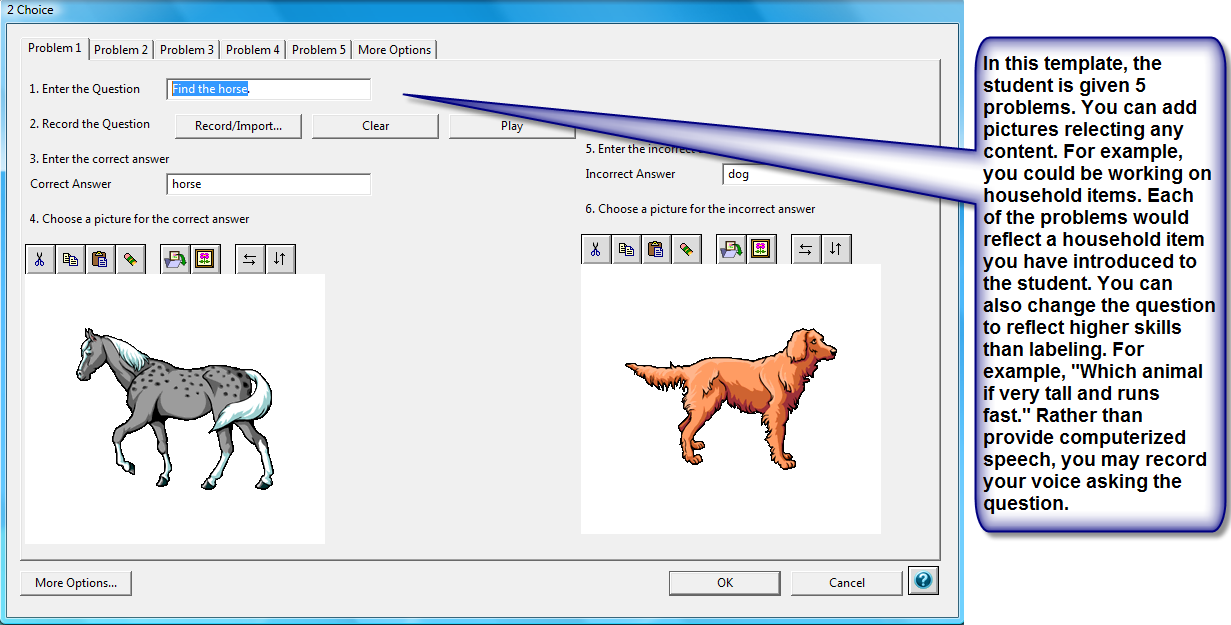 2 Choice
Problem 1 Problem 2 Problem 3 Problem 4 Problem 5 More Options
1. Enter the Question Find the horse.
2. Record the Question Record/Import... Clear Play
3. Enter the correct answer
Correct Answer horse
4. Choose a picture for the correct answer
5. Enter the incorrect
Incorrect Answer dog
6. Choose a picture for the incorrect answer
More Options... OK Cancel
In this template, the
student is given 5
problems. You can add
pictures relecting any
content. For example,
you could be working on
household items. Each
of the problems would
reflect a household item
you have introduced to
the student. You can
also change the question
to reflect higher skills
than labeling. For
example, "Which animal
if very tall and runs
fast." Rather than
provide computerized
speech, you may record
your voice asking the
question.